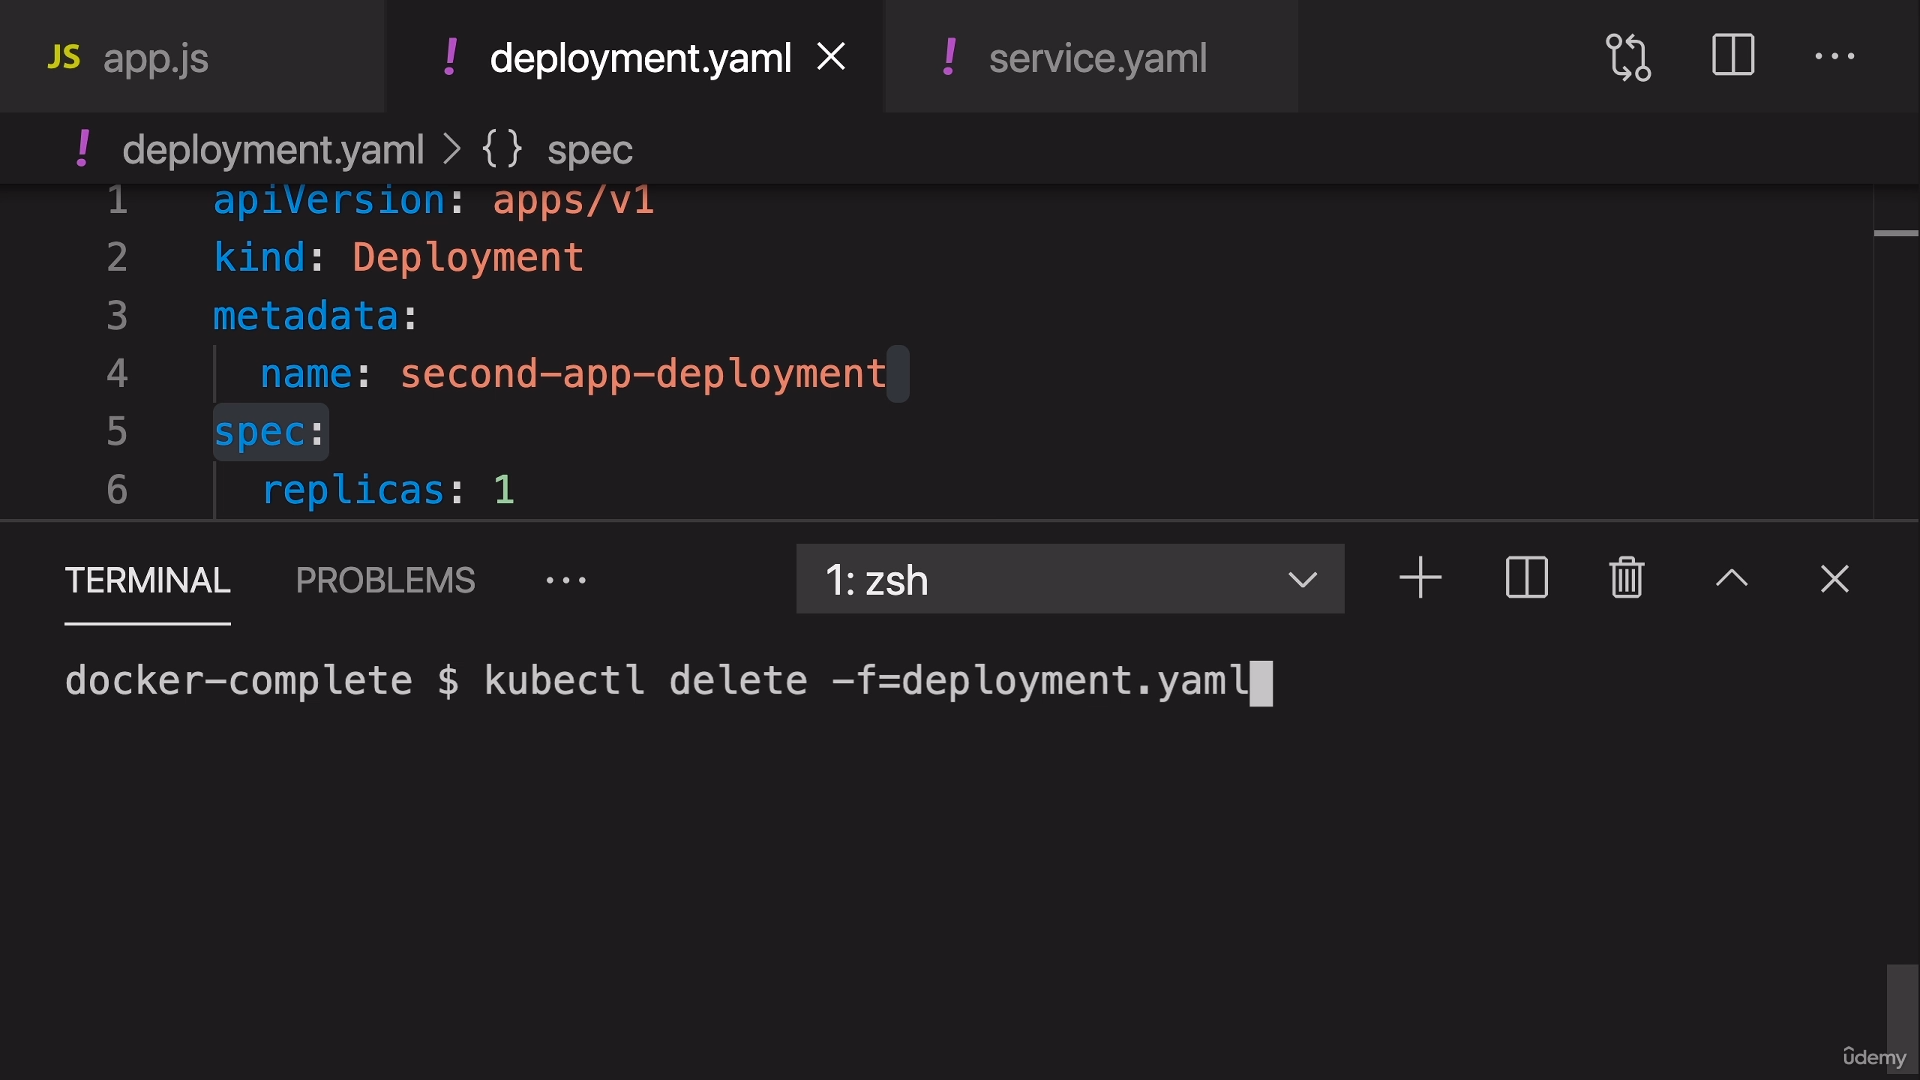 JS app.js ! deployment.yaml ! service.yaml
! deployment.yaml > {} spec
1 apiVersion: apps/v1
2 kind: Deployment
3 metadata:
4 name: second-app-deployment
5 spec:
6 replicas: 1
TERMINAL PROBLEMS ··· 1: zsh
docker-complete $ kubectl delete -f=deployment.yaml
ûdemy